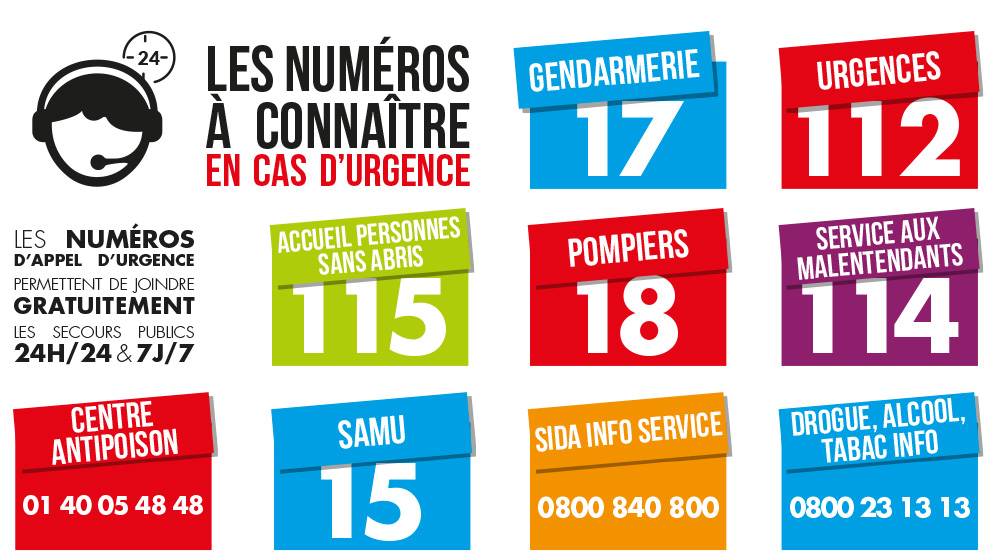 24
LES NUMÉROS
À CONNAÎTRE
EN CAS D'URGENCE
GENDARMERIE
17
URGENCES
112
LES NUMÉROS
D'APPEL D'URGENCE
PERMETTENT DE JOINDRE
GRATUITEMENT
LES SECOURS PUBLICS
24H/24 & 7J/7
ACCUEIL PERSONNES
SANS ABRIS
115
POMPIERS
18
SERVICE AUX
MALENTENDANTS
114
CENTRE
ANTIPOISON
01 40 05 48 48
SAMU
15
SIDA INFO SERVICE
0800 840 800
DROGUE, ALCOOL,
TABAC INFO
0800 23 13 13